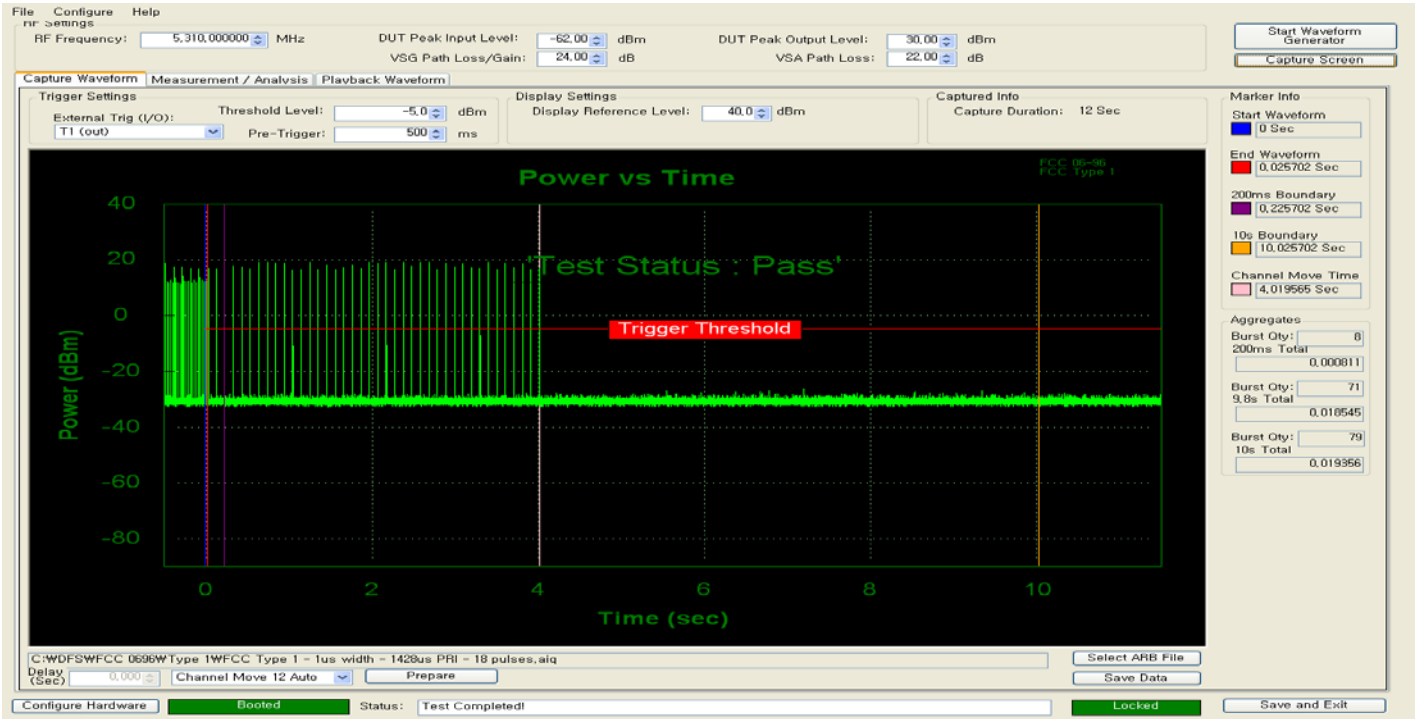 File Configure Help
RF Settings
RF Frequency: 5,310,000000 MHz DUT Peak Input Level: -62,00 dBm DUT Peak Output Level: 30,00 dBm
VSG Path Loss/Gain: 24,00 dB VSA Path Loss: 22,00 dB
Start Waveform
Generator
Capture Screen
Capture Waveform Measurement / Analysis Playback Waveform
Trigger Settings
External Trig (I/O): Threshold Level: -5,0 dBm
T1 (out) Pre-Trigger: 500 ms
Display Settings
Display Reference Level: 40,0 dBm
Captured Info
Capture Duration: 12 Sec
Marker Info
Start Waveform
0 Sec
End Waveform
0,025702 Sec
200ms Boundary
0,225702 Sec
10s Boundary
10,025702 Sec
Channel Move Time
4,019565 Sec
Aggregates
Burst Qty: 8
200ms Total
0,000811
Burst Qty: 71
9,8s Total
0,018545
Burst Qty: 79
10s Total
0,019356
FCC 06-96
FCC Type 1
Power vs Time
'Test Status : Pass'
Trigger Threshold
Power (dBm)
40
20
0
-20
-40
-60
-80
0 2 4 6 8 10
Time (sec)
C:₩DFS₩FCC 0696₩Type 1₩FCC Type 1 - 1us width - 1428us PRI - 18 pulses,aiq
Select ARB File
Delay
(Sec) 0,000 Channel Move 12 Auto Prepare
Save Data
Configure Hardware Booted Status: Test Completed! Locked Save and Exit